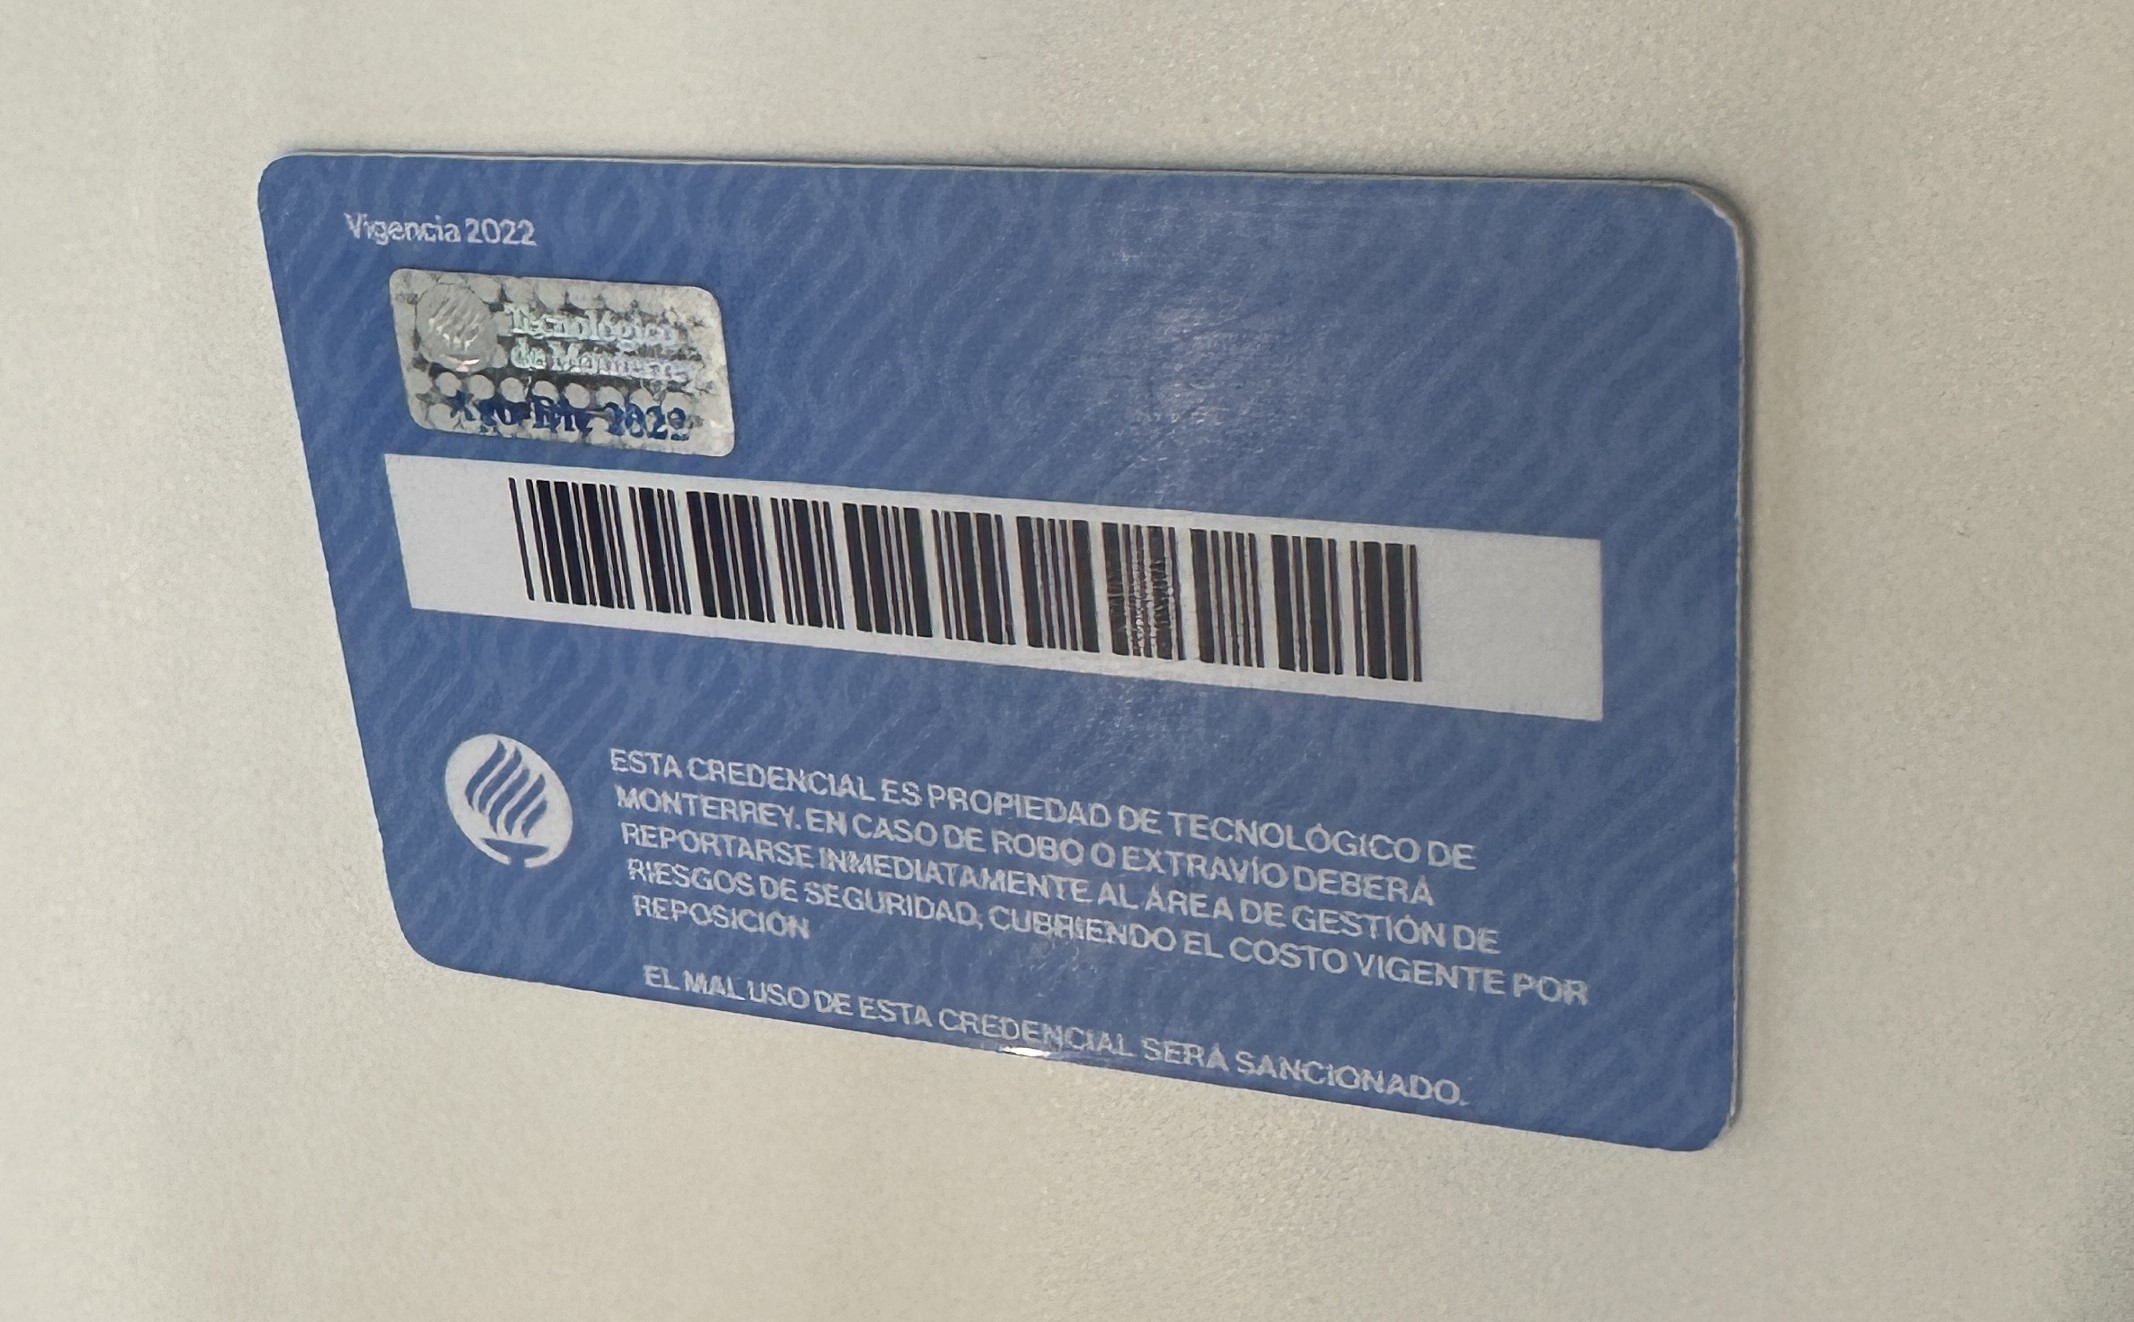 Vigencia 2022
Tecnológico
de Monterrey
Ago-Dic 2022
ESTA CREDENCIAL ES PROPIEDAD DE TECNOLÓGICO DE
MONTERREY. EN CASO DE ROBO O EXTRAVÍO DEBERÁ
REPORTARSE INMEDIATAMENTE AL ÁREA DE GESTIÓN DE
RIESGOS DE SEGURIDAD, CUBRIENDO EL COSTO VIGENTE POR
REPOSICIÓN
EL MAL USO DE ESTA CREDENCIAL SERÁ SANCIONADO.